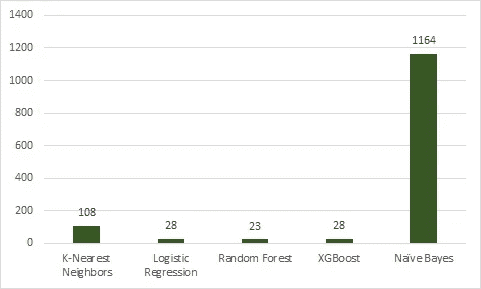 1400
1200
1000
800
600
400
200
0
108
28
23
28
1164
K-Nearest
Neighbors
Logistic
Regression
Random Forest
XGBoost
Naïve Bayes